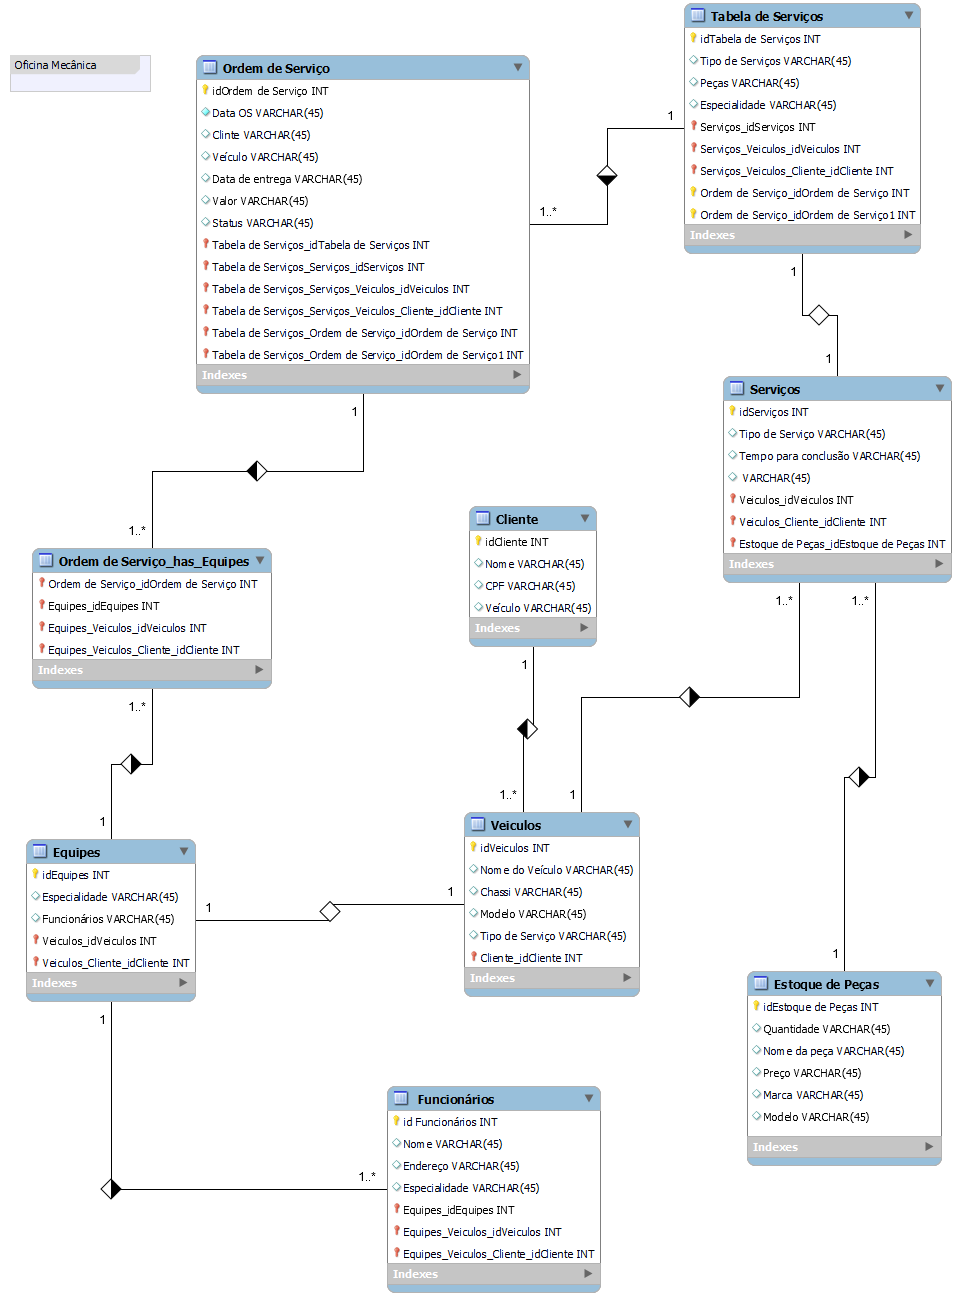 Oficina Mecânica
Ordem de Serviço
idOrdem de Serviço INT
Data OS VARCHAR(45)
Clinte VARCHAR(45)
Veículo VARCHAR(45)
Data de entrega VARCHAR(45)
Valor VARCHAR(45)
Status VARCHAR(45)
Tabela de Serviços_idTabela de Serviços INT
Tabela de Serviços_Serviços_idServiços INT
Tabela de Serviços_Serviços_Veiculos_idVeiculos INT
Tabela de Serviços_Serviços_Veiculos_Cliente_idCliente INT
Tabela de Serviços_Ordem de Serviço_idOrdem de Serviço INT
Tabela de Serviços_Ordem de Serviço_idOrdem de Serviço1 INT
Indexes
Tabela de Serviços
idTabela de Serviços INT
Tipo de Serviços VARCHAR(45)
Peças VARCHAR(45)
Especialidade VARCHAR(45)
Serviços_idServiços INT
Serviços_Veiculos_idVeiculos INT
Serviços_Veiculos_Cliente_idCliente INT
Ordem de Serviço_idOrdem de Serviço INT
Ordem de Serviço_idOrdem de Serviço1 INT
Indexes
1
1..*
1
1
Serviços
idServiços INT
Tipo de Serviço VARCHAR(45)
Tempo para conclusão VARCHAR(45)
VARCHAR(45)
Veiculos_idVeiculos INT
Veiculos_Cliente_idCliente INT
Estoque de Peças_idEstoque de Peças INT
Indexes
1
1..*
Ordem de Serviço_has_Equipes
Ordem de Serviço_idOrdem de Serviço INT
Equipes_idEquipes INT
Equipes_Veiculos_idVeiculos INT
Equipes_Veiculos_Cliente_idCliente INT
Indexes
Cliente
idCliente INT
Nome VARCHAR(45)
CPF VARCHAR(45)
Veículo VARCHAR(45)
Indexes
1..*
1..*
1
1..*
1..*
1
1
Equipes
idEquipes INT
Especialidade VARCHAR(45)
Funcionários VARCHAR(45)
Veiculos_idVeiculos INT
Veiculos_Cliente_idCliente INT
Indexes
1
1
Veiculos
idVeiculos INT
Nome do Veículo VARCHAR(45)
Chassi VARCHAR(45)
Modelo VARCHAR(45)
Tipo de Serviço VARCHAR(45)
Cliente_idCliente INT
Indexes
1
Estoque de Peças
idEstoque de Peças INT
Quantidade VARCHAR(45)
Nome da peça VARCHAR(45)
Preço VARCHAR(45)
Marca VARCHAR(45)
Modelo VARCHAR(45)
Indexes
1
1..*
Funcionários
id Funcionários INT
Nome VARCHAR(45)
Endereço VARCHAR(45)
Especialidade VARCHAR(45)
Equipes_idEquipes INT
Equipes_Veiculos_idVeiculos INT
Equipes_Veiculos_Cliente_idCliente INT
Indexes